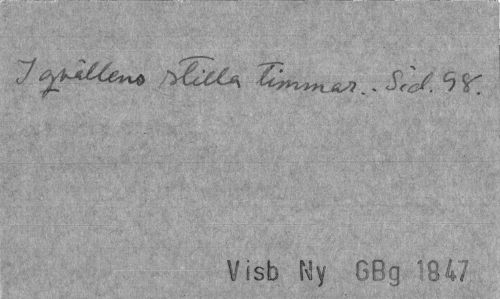 I qvällens stilla timmar.. Sid. 98.
Visb Ny GBg 1847